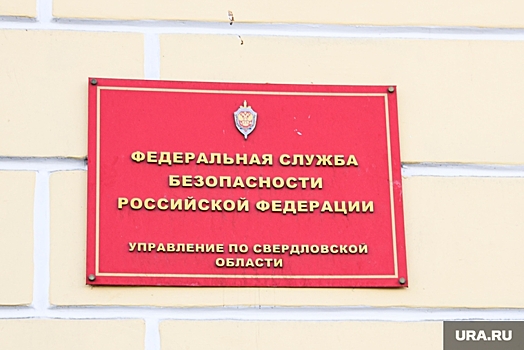 ФЕДЕРАЛЬНАЯ СЛУЖБА
БЕЗОПАСНОСТИ
РОССИЙСКОЙ ФЕДЕРАЦИИ
УПРАВЛЕНИЕ ПО СВЕРДЛОВСКОЙ
ОБЛАСТИ
URA.RU